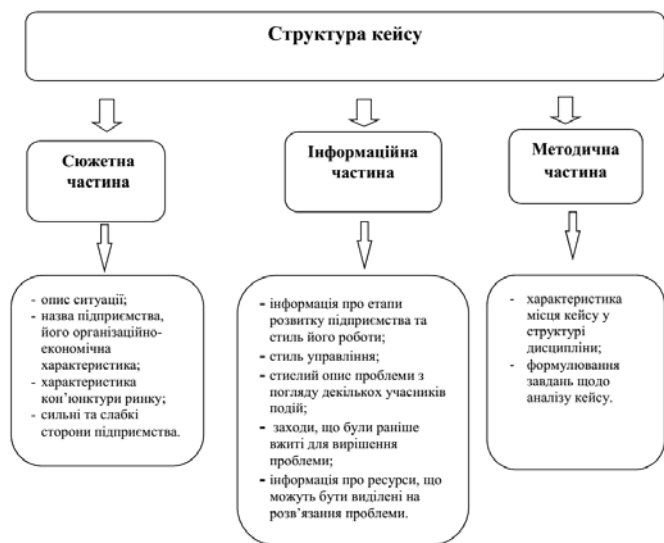 Структура кейсу
Сюжетна
частина
Інформаційна
частина
Методична
частина
- опис ситуації;
- назва підприємства,
його організаційно-
економічна
характеристика;
- характеристика
кон’юнктури ринку;
- сильні та слабкі
сторони підприємства.
- інформація про етапи
розвитку підприємства та
стиль його роботи;
- стиль управління;
- стислий опис проблеми з
погляду декількох учасників
подій;
- заходи, що були раніше
вжиті для вирішення
проблеми;
- інформація про ресурси, що
можуть бути виділені на
розв’язання проблеми.
- характеристика
місця кейсу у
структурі
дисципліни;
- формулювання
завдань щодо
аналізу кейсу.